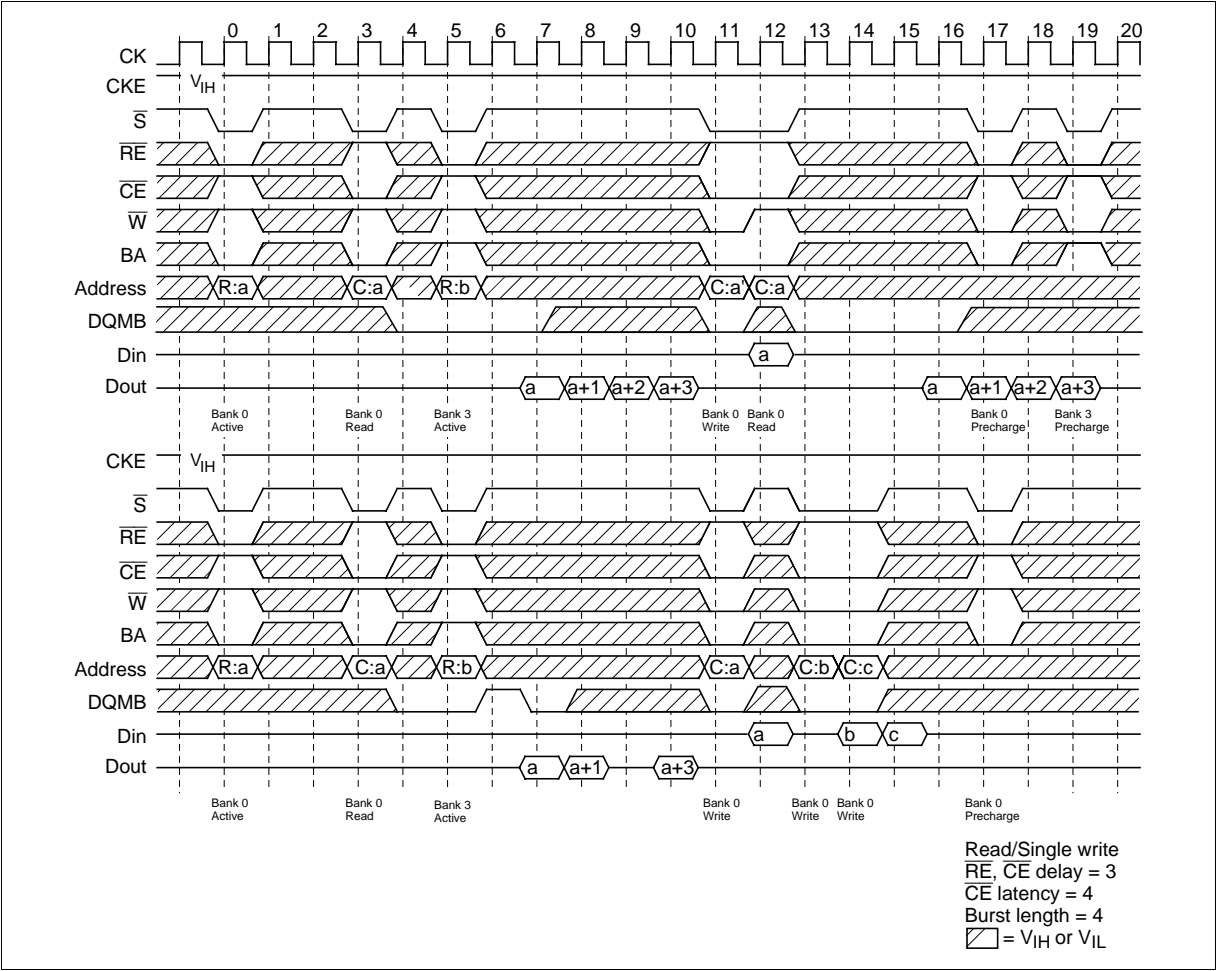 0 1 2 3 4 5 6 7 8 9 10 11 12 13 14 15 16 17 18 19 20
CK
CKE VIH
S
RE
CE
W
BA
Address R:a C:a R:b C:a' C:a
DQMB
Din a
Dout a a+1 a+2 a+3 a a+1 a+2 a+3
Bank 0 Bank 0 Bank 3 Bank 0 Bank 0 Bank 0 Bank 3
Active Read Active Write Read Precharge Precharge
CKE VIH
S
RE
CE
W
BA
Address R:a C:a R:b C:a C:b C:c
DQMB
Din a b c
Dout a a+1 a+3
Bank 0 Bank 0 Bank 3 Bank 0 Bank 0 Bank 0 Bank 0
Active Read Active Write Write Write Precharge
Read/Single write
RE, CE delay = 3
CE latency = 4
Burst length = 4
= VIH or VIL